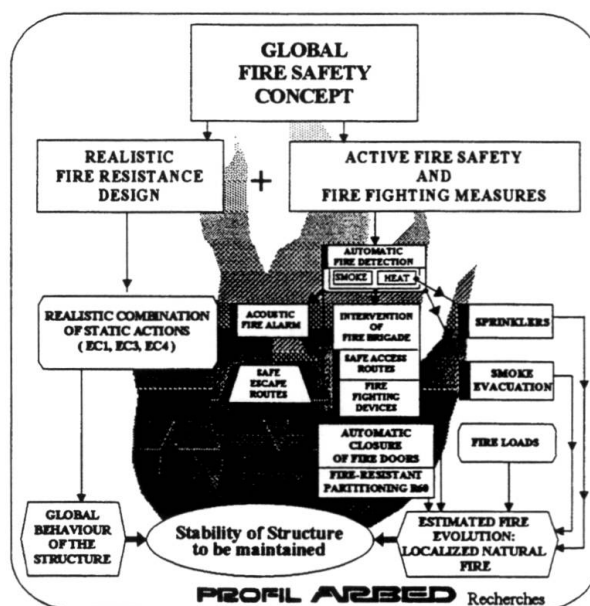 GLOBAL
FIRE SAFETY
CONCEPT
REALISTIC
FIRE RESISTANCE
DESIGN
+
ACTIVE FIRE SAFETY
AND
FIRE FIGHTING MEASURES
AUTOMATIC
FIRE DETECTION
SMOKE
HEAT
REALISTIC COMBINATION
OF STATIC ACTIONS
( EC1, EC3, EC4 )
ACOUSTIC
FIRE ALARM
INTERVENTION
OF
FIRE BRIGADE
SPRINKLERS
SAFE
ESCAPE
ROUTES
SAFE ACCESS
ROUTES
FIRE
FIGHTING
DEVICES
SMOKE
EVACUATION
AUTOMATIC
CLOSURE
OF FIRE DOORS
FIRE-RESISTANT
PARTITIONING R60
FIRE LOADS
GLOBAL
BEHAVIOUR
OF THE
STRUCTURE
Stability of Structure
to be maintained
ESTIMATED FIRE
EVOLUTION:
LOCALIZED NATURAL
FIRE
PROFIL ARBED Recherches